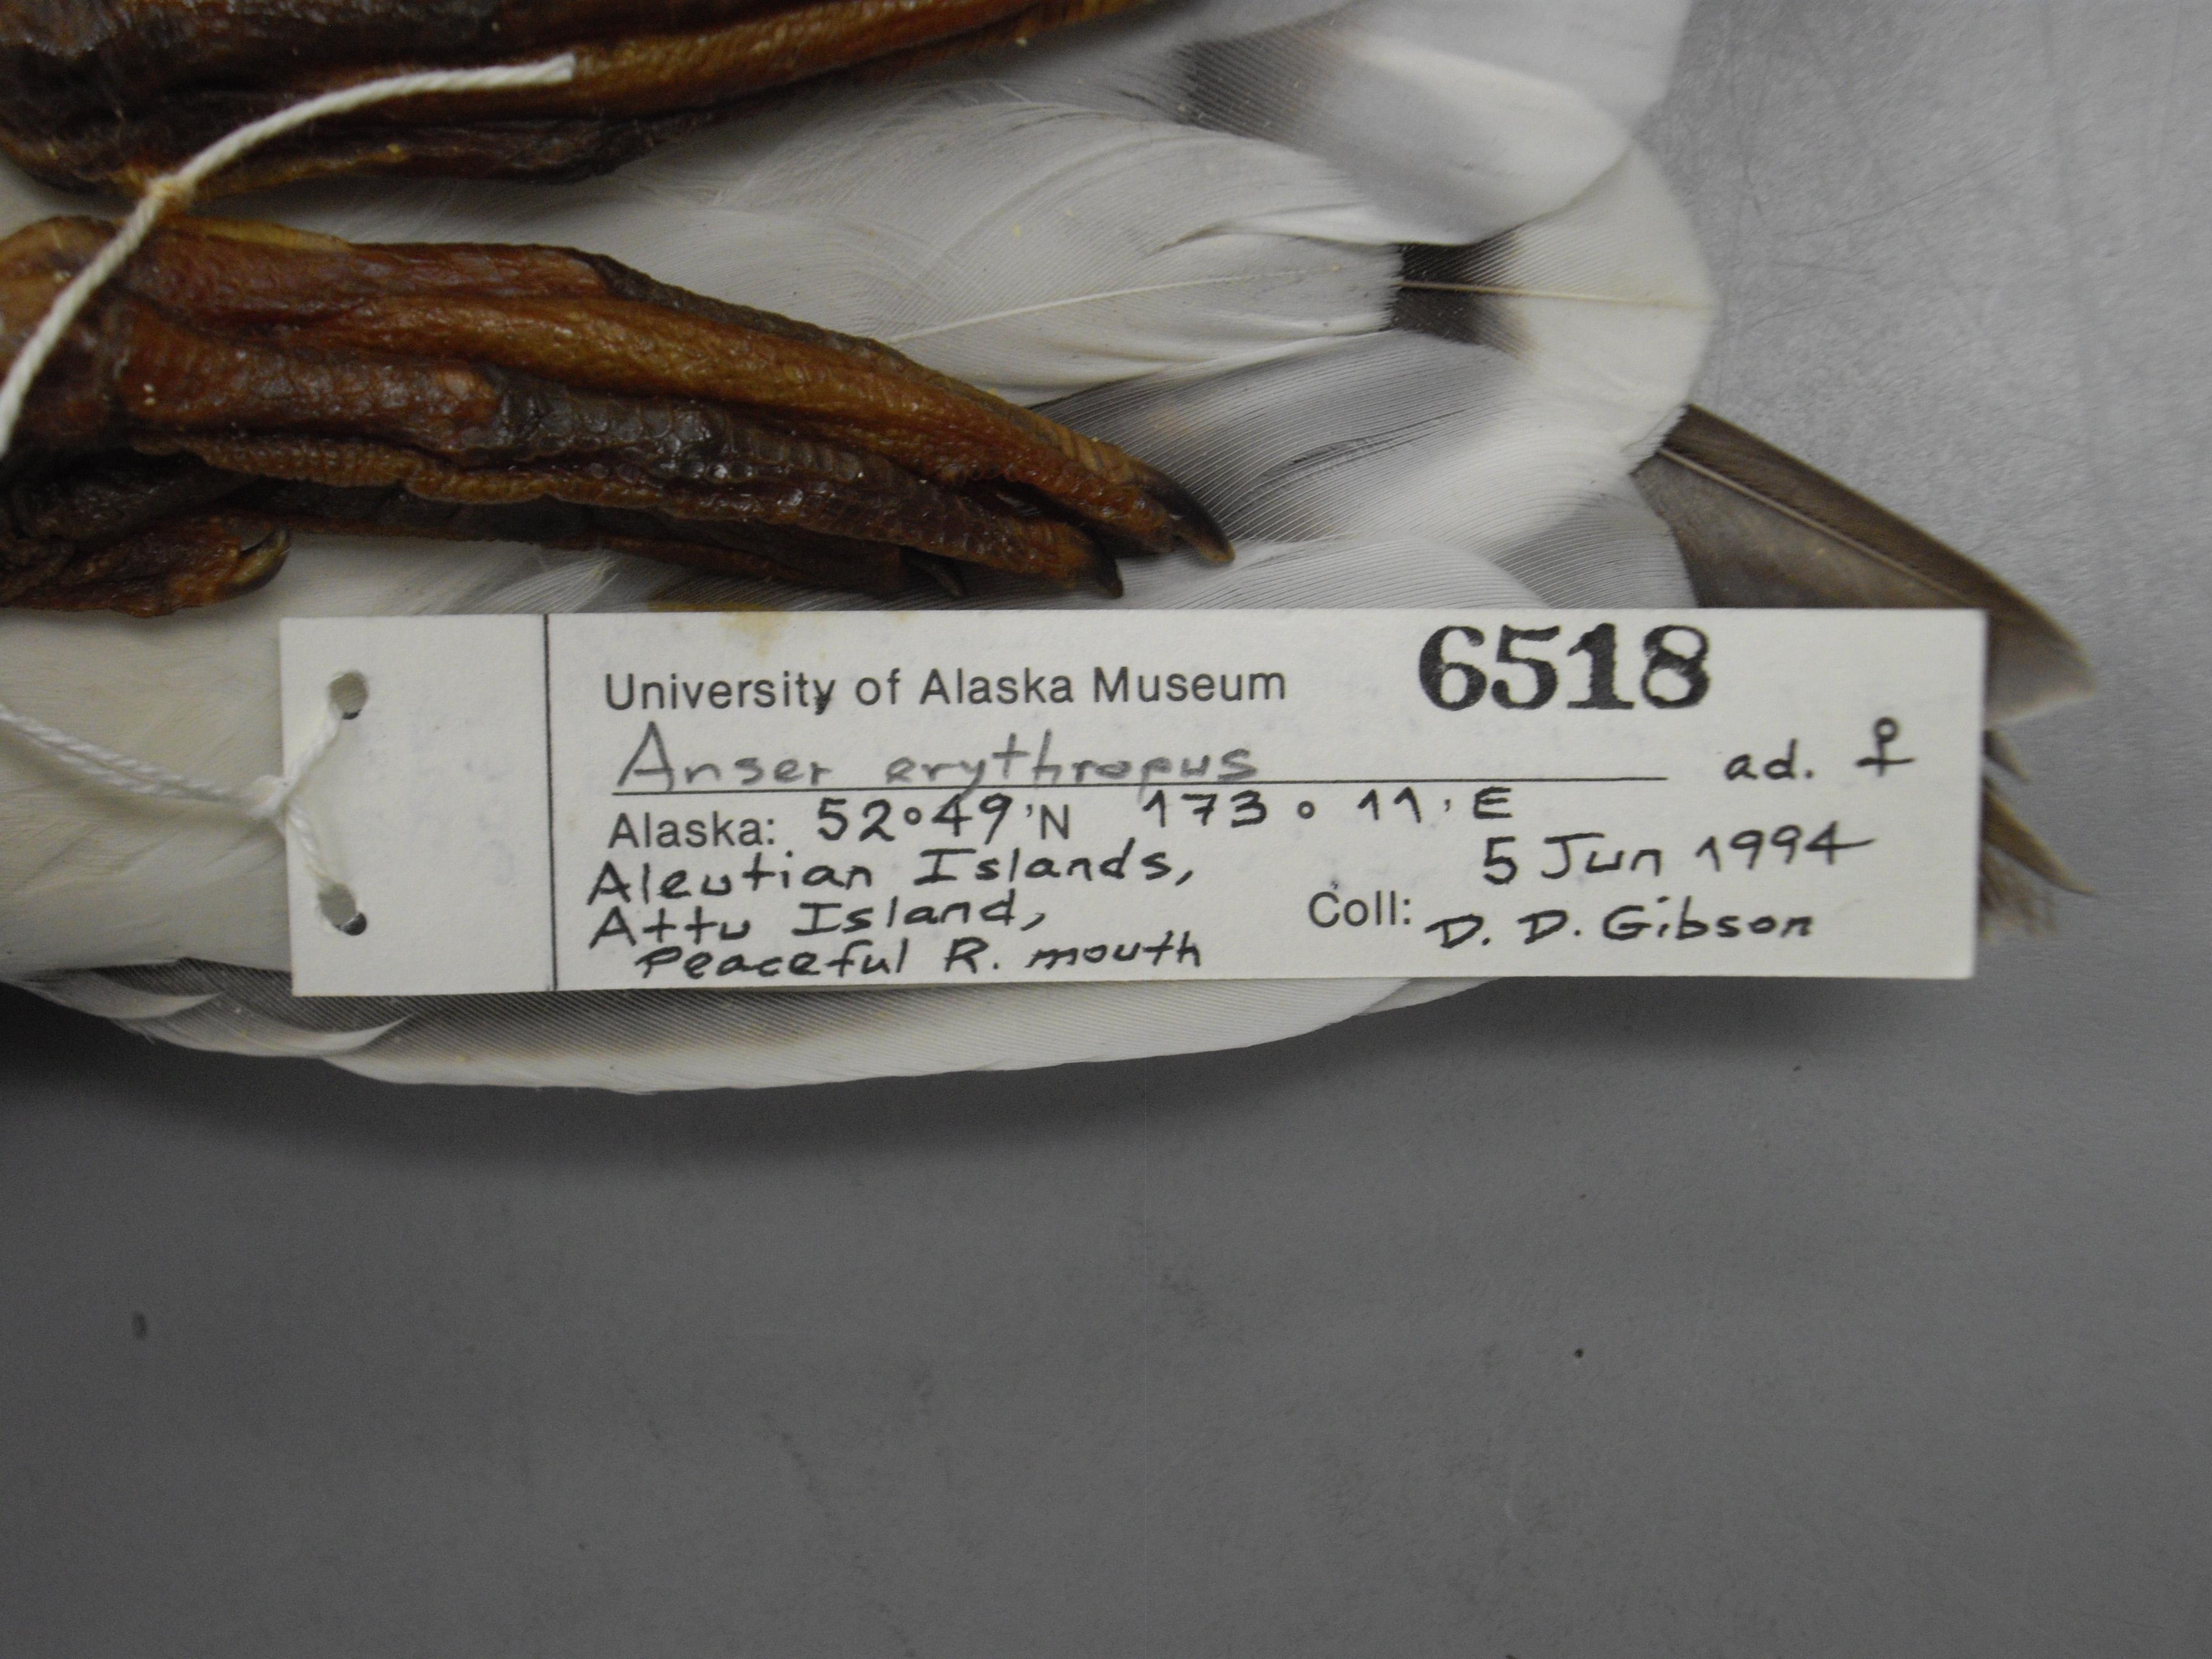 University of Alaska Museum 6518
Anser erythropus ad. ♀
Alaska: 52°49'N 173°11'E
5 Jun 1994
Aleutian Islands,
Attu Island,
Coll: D. D. Gibson
Peaceful R. mouth